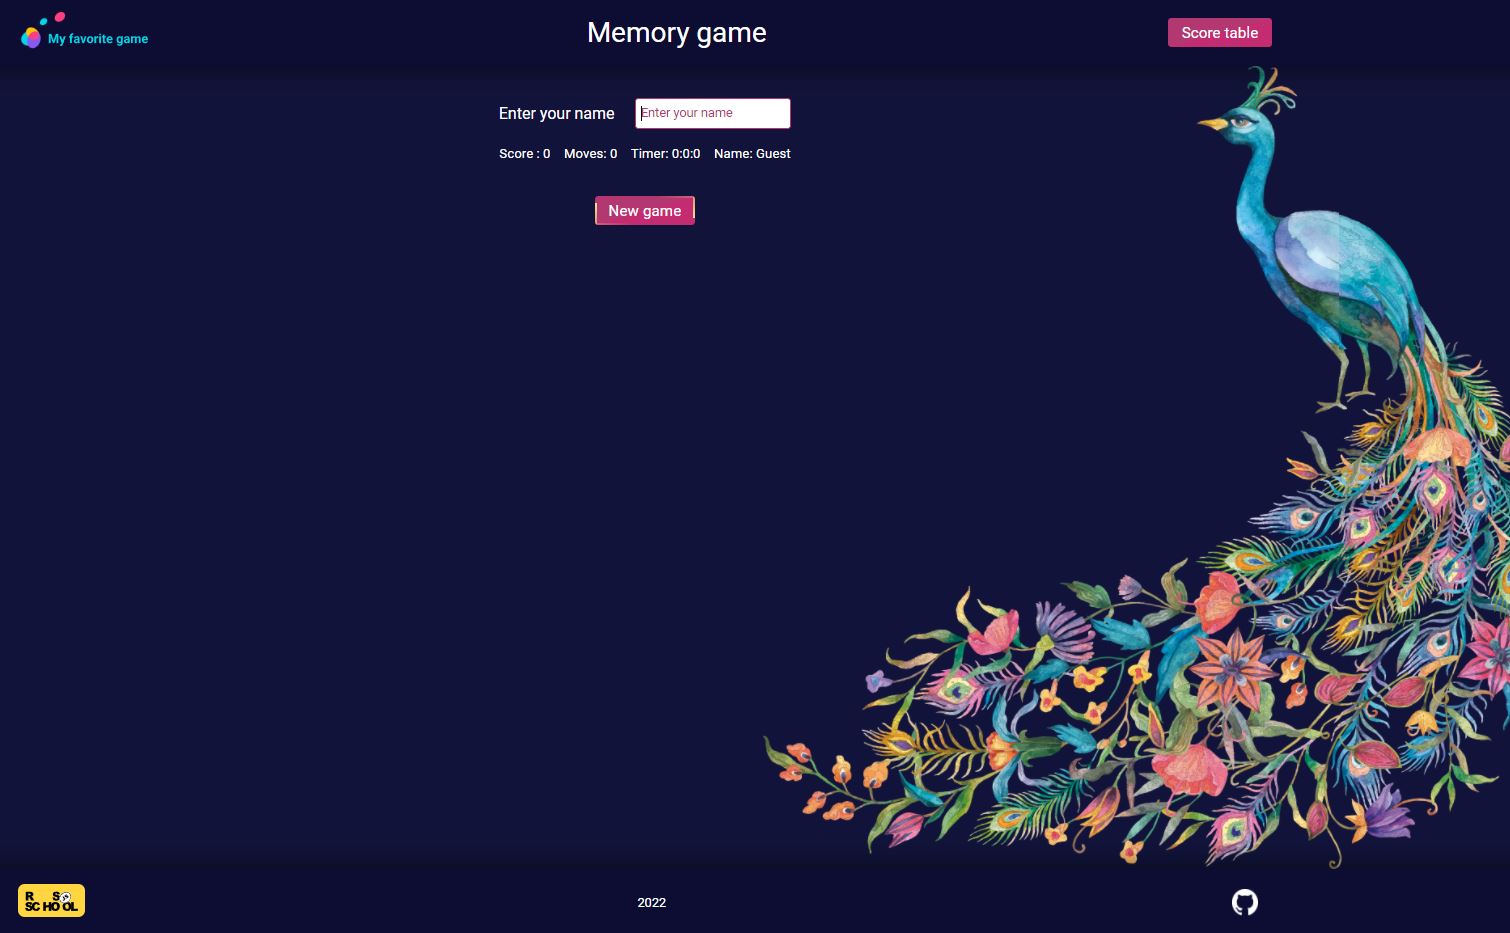 My favorite game
Memory game
Score table
Enter your name
Enter your name
Score : 0 Moves: 0 Timer: 0:0:0 Name: Guest
New game
R S
SCHOOL
2022